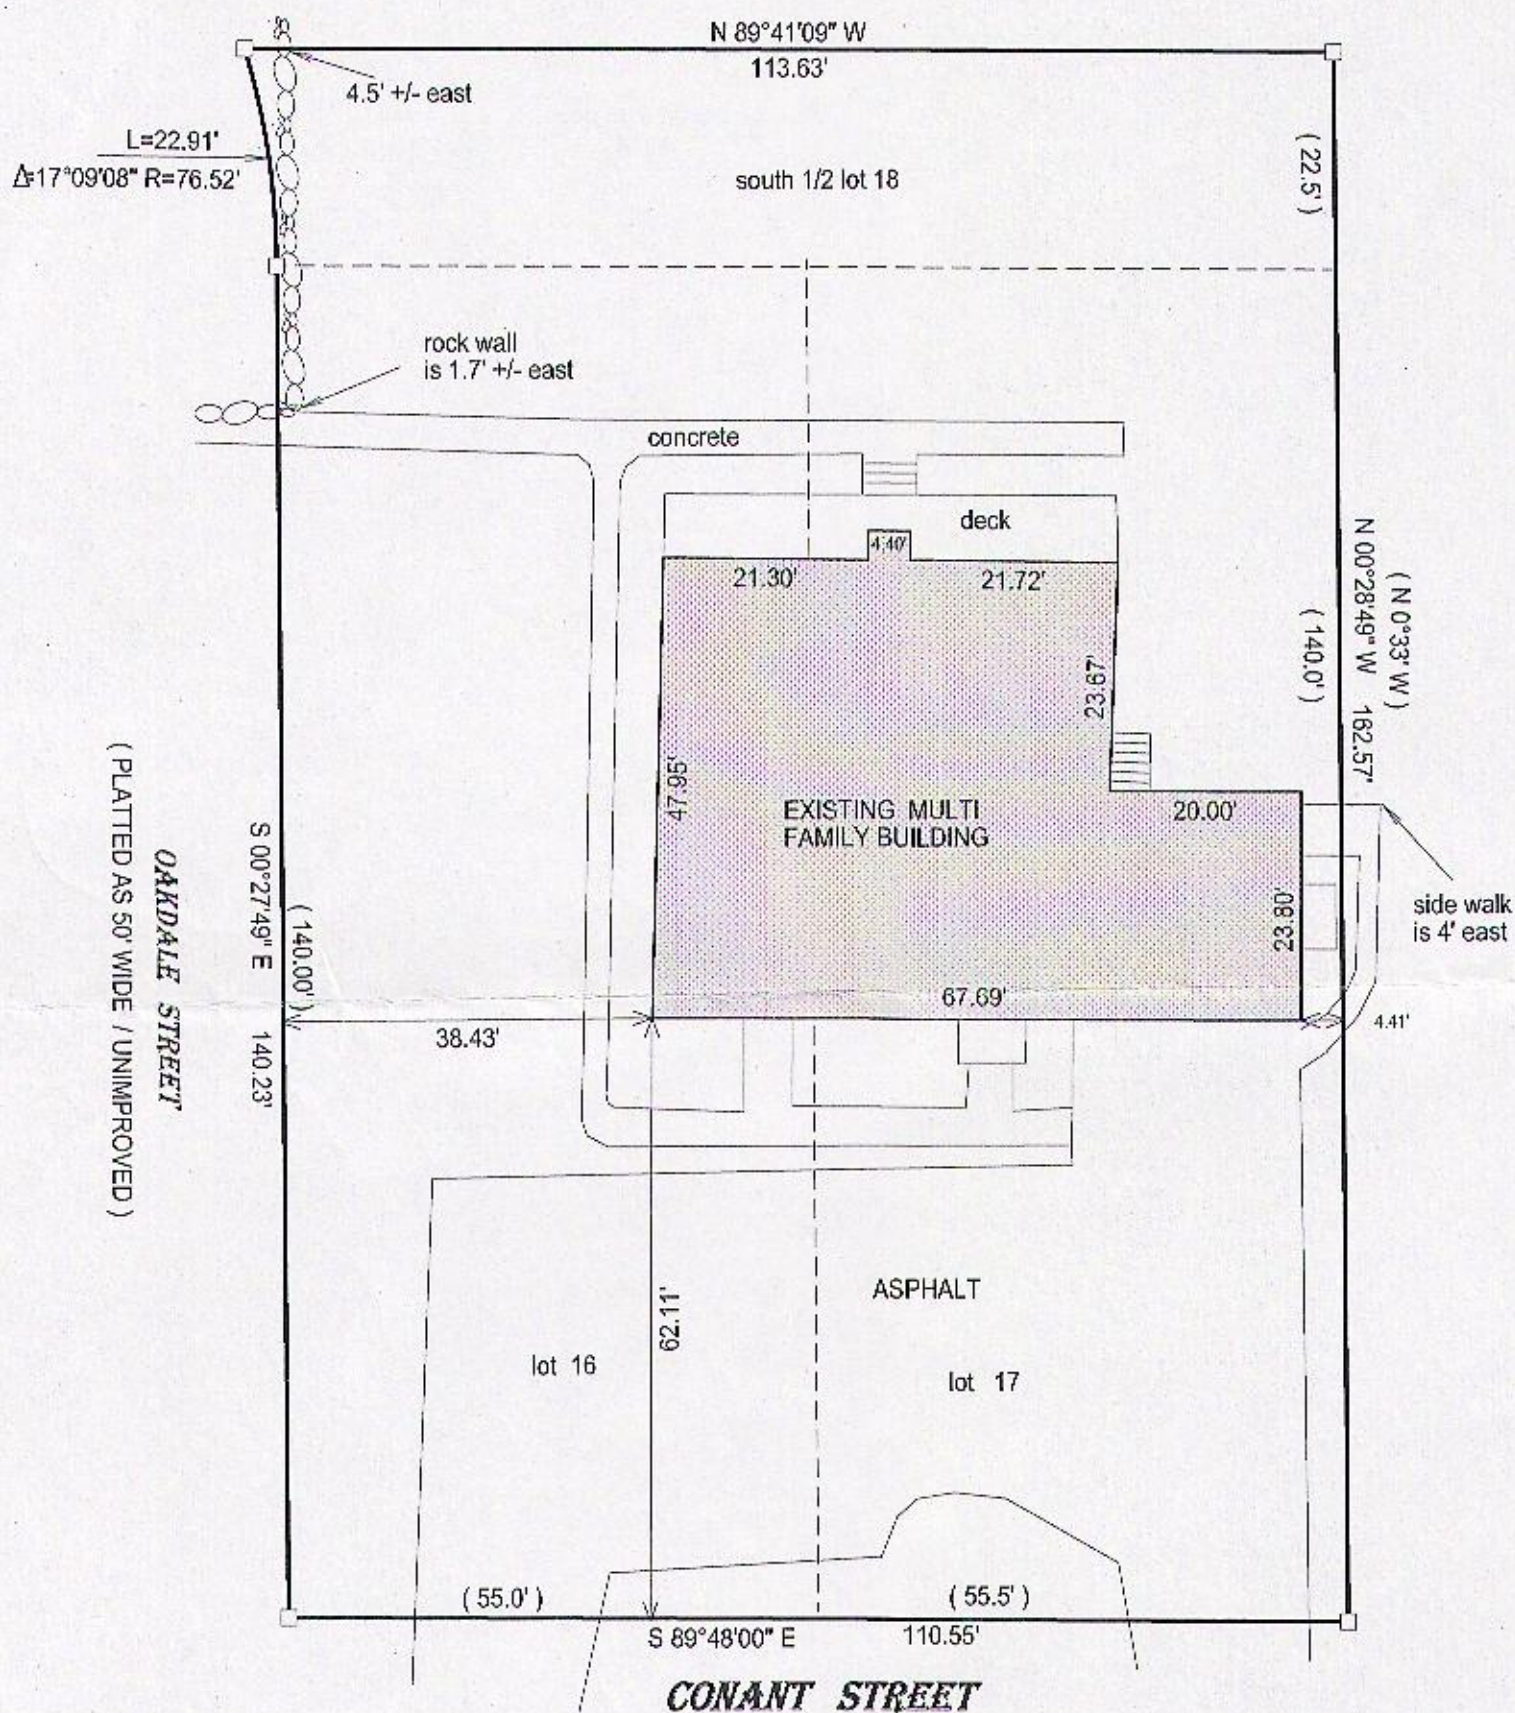 N 89°41'09" W
113.63'
4.5' +/- east
L=22.91'
Δ=17°09'08" R=76.52'
( 22.5' )
south 1/2 lot 18
rock wall
is 1.7' +/- east
concrete
deck
4.40'
21.30'
21.72'
( N 0°33' W )
N 00°28'49" W 162.57'
( 140.0' )
23.67'
47.95'
EXISTING MULTI
FAMILY BUILDING
20.00'
23.80'
side walk
is 4' east
( PLATTED AS 50' WIDE / UNIMPROVED )
OAKDALE STREET
S 00°27'49" E 140.23'
( 140.00' )
67.69'
38.43'
4.41'
62.11'
ASPHALT
lot 16
lot 17
( 55.0' )
( 55.5' )
S 89°48'00" E 110.55'
CONANT STREET